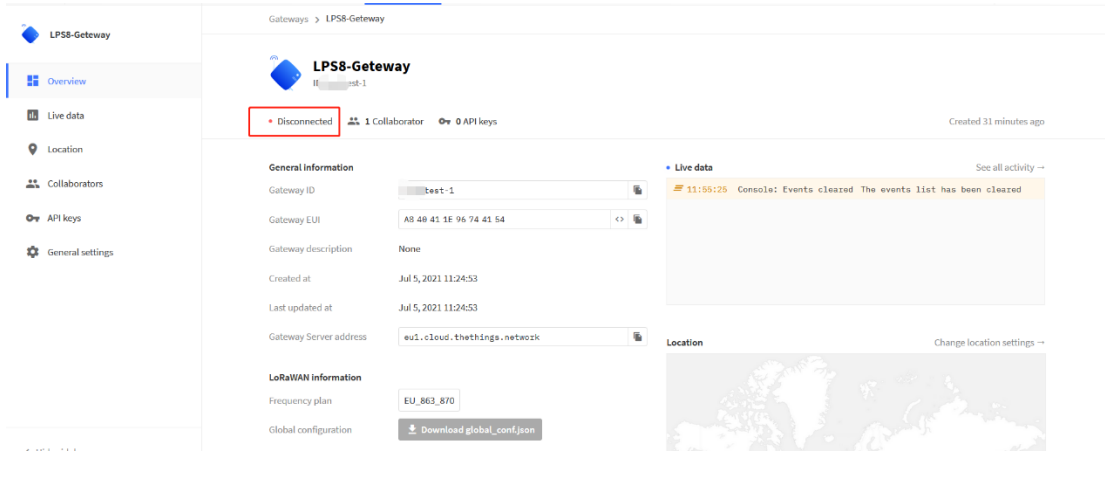 Gateways > LPS8-Geteway
LPS8-Geteway
LPS8-Geteway
est-1
Overview
Live data
Location
Collaborators
API keys
General settings
Disconnected 1 Collaborator 0 API keys
Created 31 minutes ago
General information
Gateway ID test-1
Gateway EUI A8 40 41 1E 96 74 41 54
Gateway description None
Created at Jul 5, 2021 11:24:53
Last updated at Jul 5, 2021 11:24:53
Gateway Server address eu1.cloud.thethings.network
LoRaWAN information
Frequency plan EU_863_870
Global configuration Download global_conf.json
Live data See all activity →
11:55:25 Console: Events cleared The events list has been cleared
Location Change location settings →